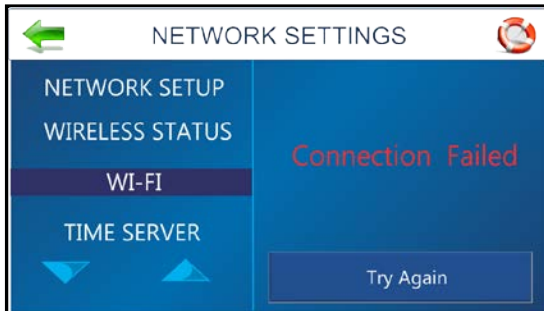 NETWORK SETTINGS
NETWORK SETUP
WIRELESS STATUS
WI-FI
TIME SERVER
Connection Failed
Try Again